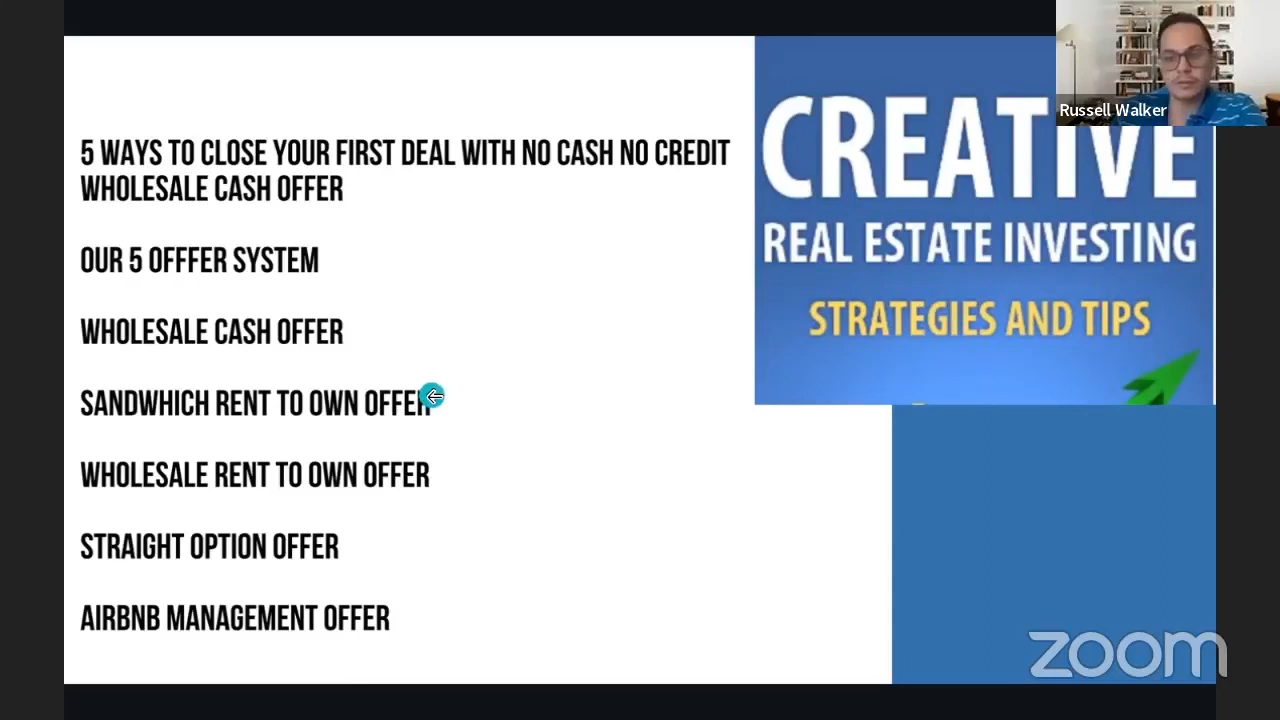 5 WAYS TO CLOSE YOUR FIRST DEAL WITH NO CASH NO CREDIT
WHOLESALE CASH OFFER
OUR 5 OFFFER SYSTEM
WHOLESALE CASH OFFER
SANDWHICH RENT TO OWN OFFER
WHOLESALE RENT TO OWN OFFER
STRAIGHT OPTION OFFER
AIRBNB MANAGEMENT OFFER
CREATIVE
REAL ESTATE INVESTING
STRATEGIES AND TIPS
Russell Walker
zoom